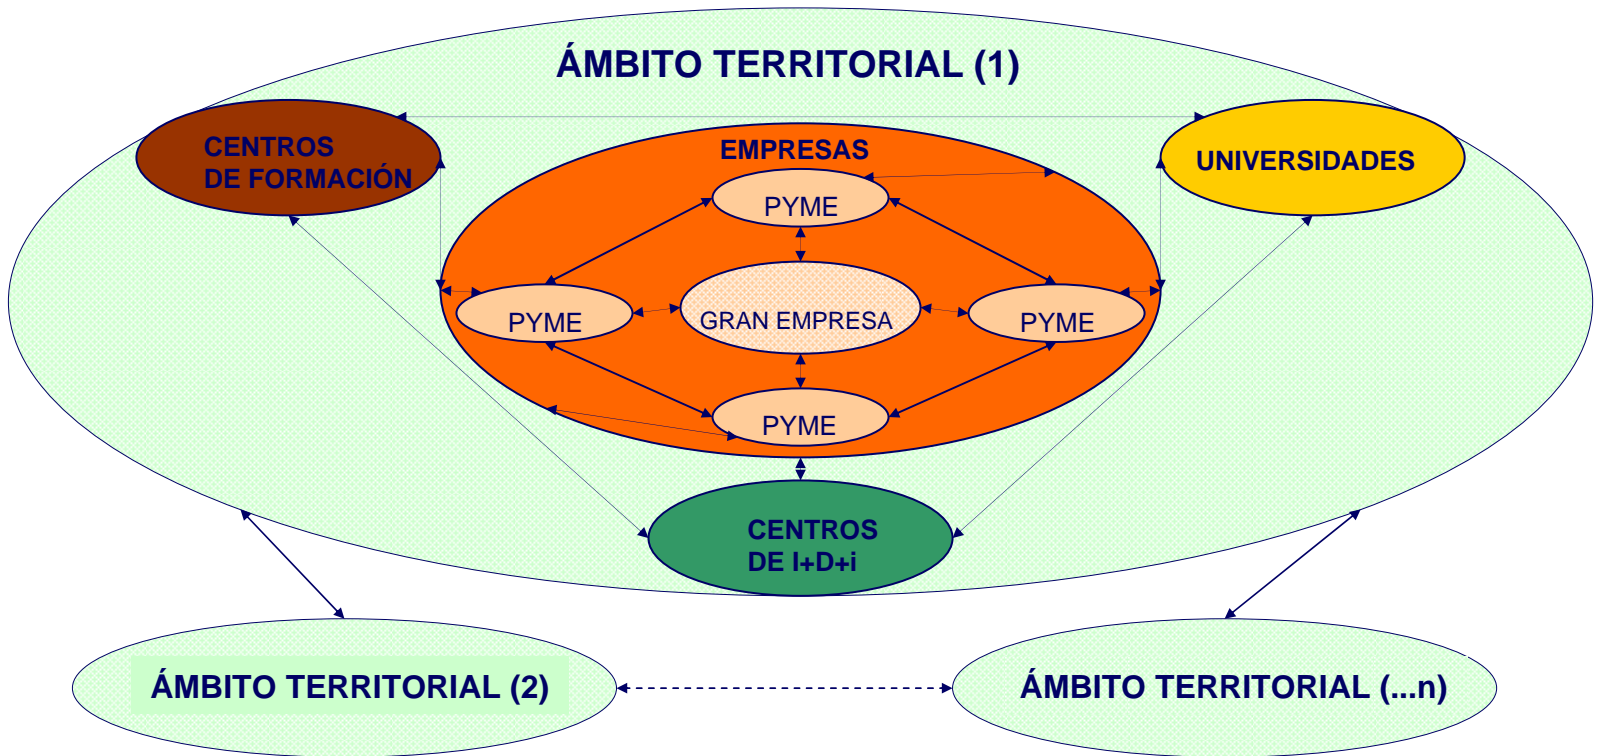 ÁMBITO TERRITORIAL (1)
CENTROS
DE FORMACIÓN
EMPRESAS
UNIVERSIDADES
PYME
PYME
GRAN EMPRESA
PYME
PYME
CENTROS
DE I+D+i
ÁMBITO TERRITORIAL (2)
ÁMBITO TERRITORIAL (...n)